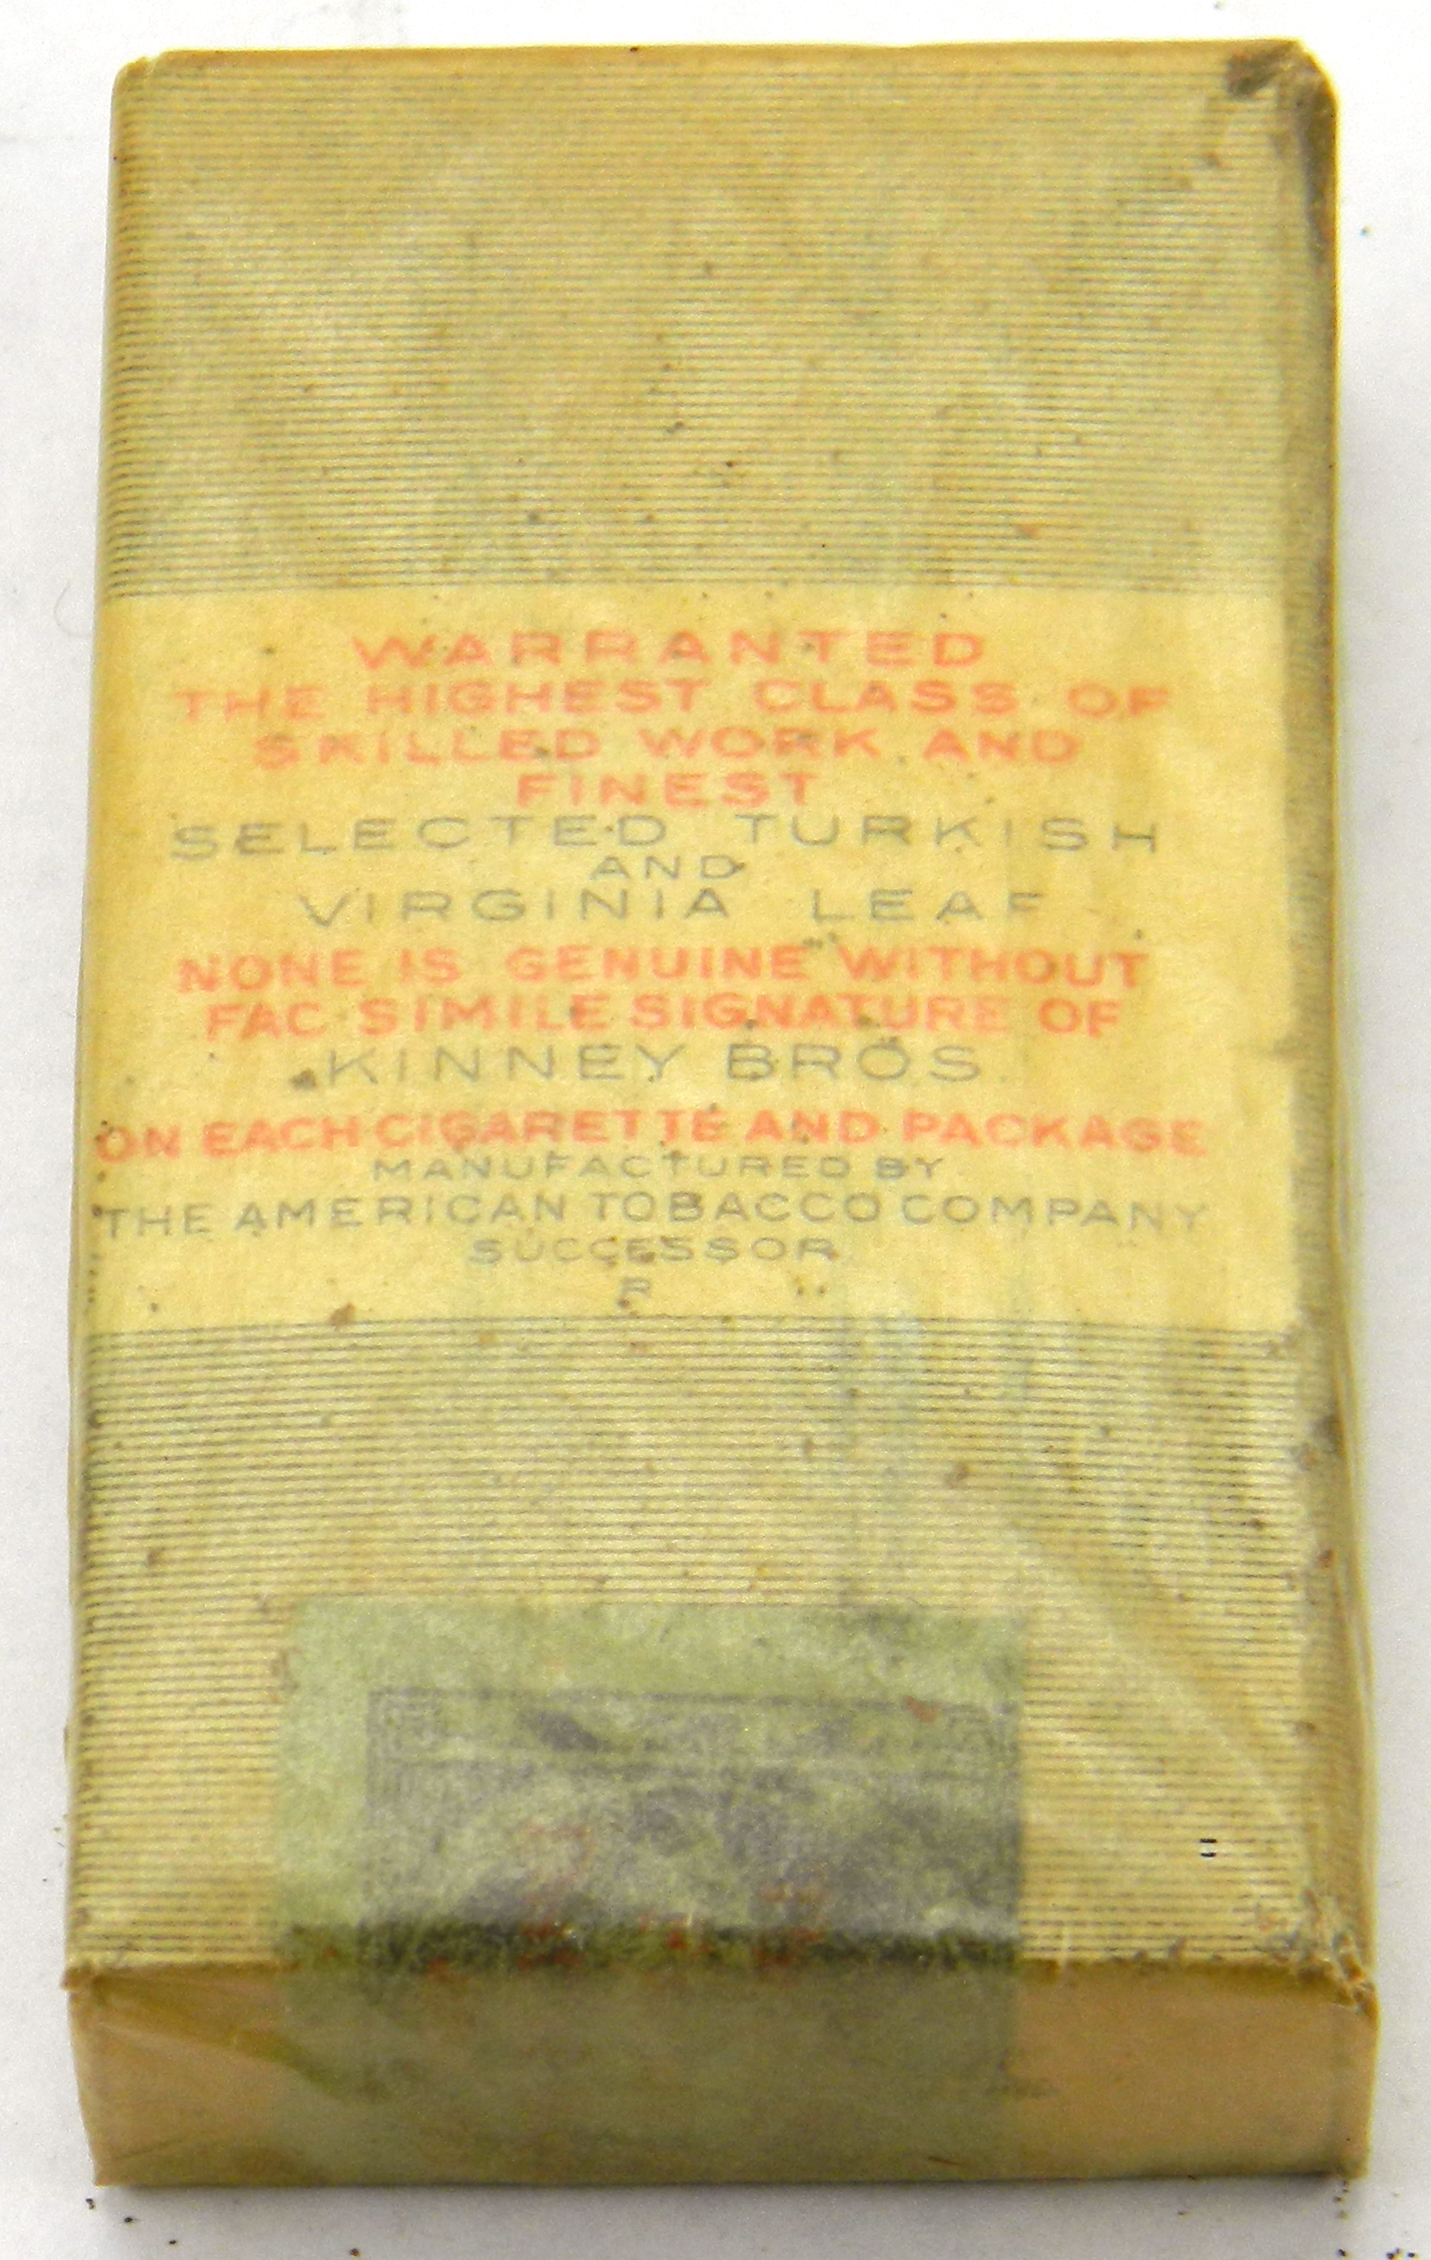 WARRANTED
THE HIGHEST CLASS OF
SKILLED WORK AND
FINEST
SELECTED TURKISH
AND
VIRGINIA LEAF
NONE IS GENUINE WITHOUT
FAC SIMILE SIGNATURE OF
KINNEY BROS.
ON EACH CIGARETTE AND PACKAGE
MANUFACTURED BY
THE AMERICAN TOBACCO COMPANY
SUCCESSOR